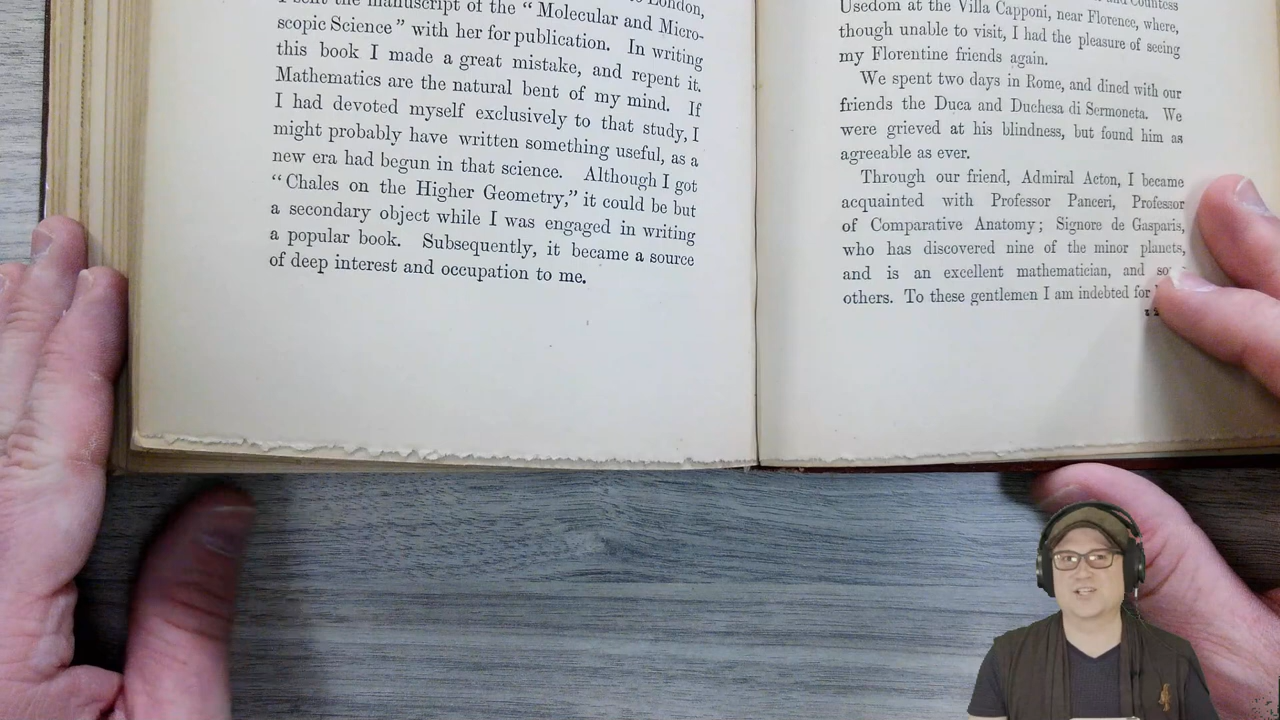 I sent the manuscript of the “Molecular and Micro-
scopic Science” with her for publication. In writing
this book I made a great mistake, and repent it.
Mathematics are the natural bent of my mind. If
I had devoted myself exclusively to that study, I
might probably have written something useful, as a
new era had begun in that science. Although I got
“Chales on the Higher Geometry,” it could be but
a secondary object while I was engaged in writing
a popular book. Subsequently, it became a source
of deep interest and occupation to me.
Usedom at the Villa Capponi, near Florence, where,
though unable to visit, I had the pleasure of seeing
my Florentine friends again.
We spent two days in Rome, and dined with our
friends the Duca and Duchesa di Sermoneta. We
were grieved at his blindness, but found him as
agreeable as ever.
Through our friend, Admiral Acton, I became
acquainted with Professor Panceri, Professor
of Comparative Anatomy; Signore de Gasparis,
who has discovered nine of the minor planets,
and is an excellent mathematician, and
others. To these gentlemen I am indebted for